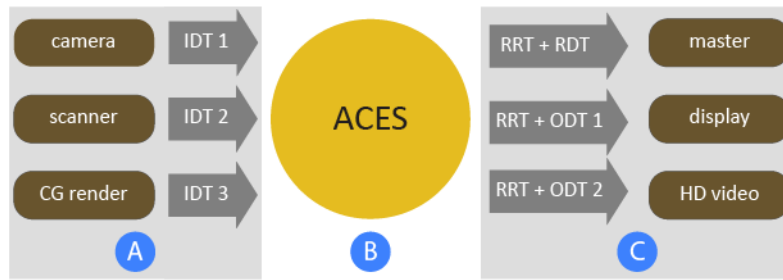 camera
IDT 1
scanner
IDT 2
CG render
IDT 3
A
ACES
B
RRT + RDT
master
RRT + ODT 1
display
RRT + ODT 2
HD video
C